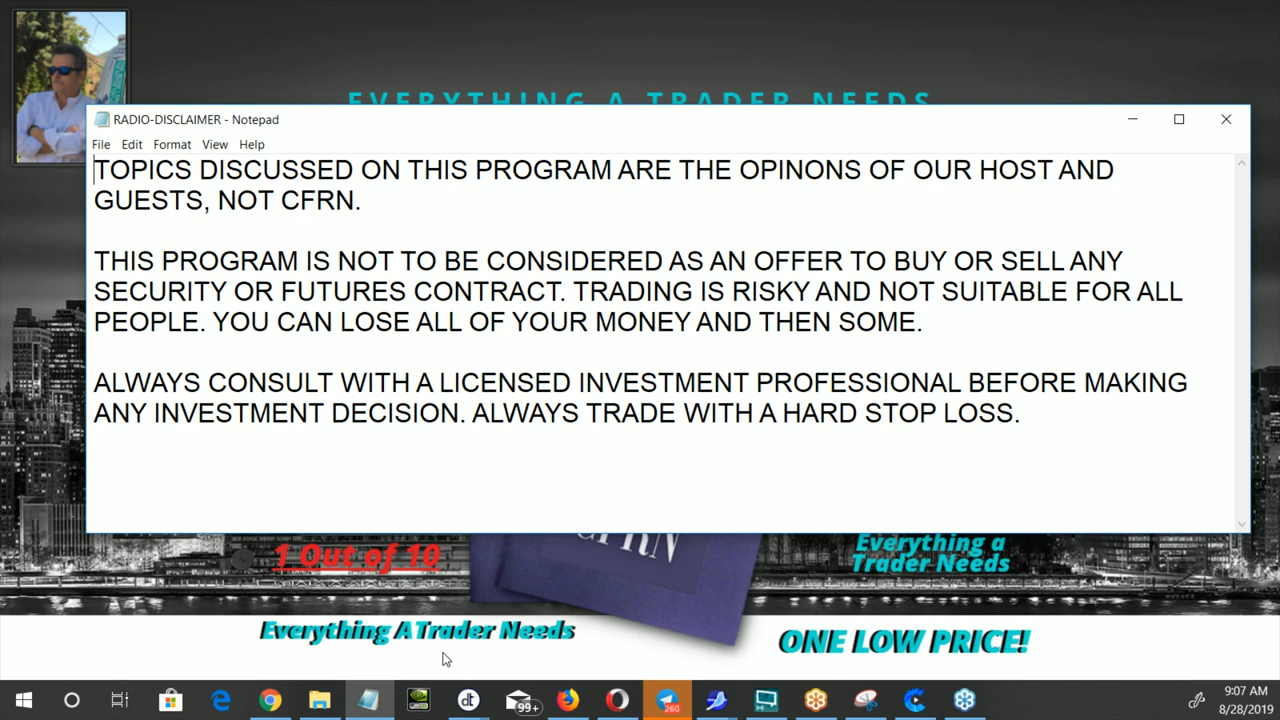 EVERYTHING A TRADER NEEDS
RADIO-DISCLAIMER - Notepad
File Edit Format View Help
TOPICS DISCUSSED ON THIS PROGRAM ARE THE OPINONS OF OUR HOST AND
GUESTS, NOT CFRN.
THIS PROGRAM IS NOT TO BE CONSIDERED AS AN OFFER TO BUY OR SELL ANY
SECURITY OR FUTURES CONTRACT. TRADING IS RISKY AND NOT SUITABLE FOR ALL
PEOPLE. YOU CAN LOSE ALL OF YOUR MONEY AND THEN SOME.
ALWAYS CONSULT WITH A LICENSED INVESTMENT PROFESSIONAL BEFORE MAKING
ANY INVESTMENT DECISION. ALWAYS TRADE WITH A HARD STOP LOSS.
1 Out of 10
CFRN
Everything a
Trader Needs
Everything A Trader Needs
ONE LOW PRICE!
dt
99+
260
9:07 AM
8/28/2019